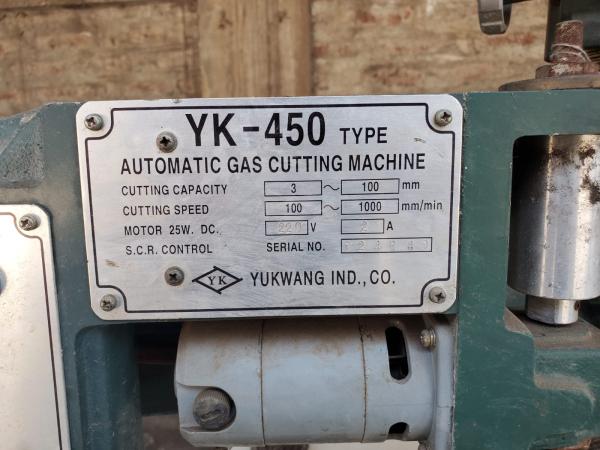 YK-450 TYPE
AUTOMATIC GAS CUTTING MACHINE
CUTTING CAPACITY 3 ~ 100 mm
CUTTING SPEED 100 ~ 1000 mm/min
MOTOR 25W. DC. 220 V 2 A
S.C.R. CONTROL SERIAL NO.
YK YUKWANG IND., CO.